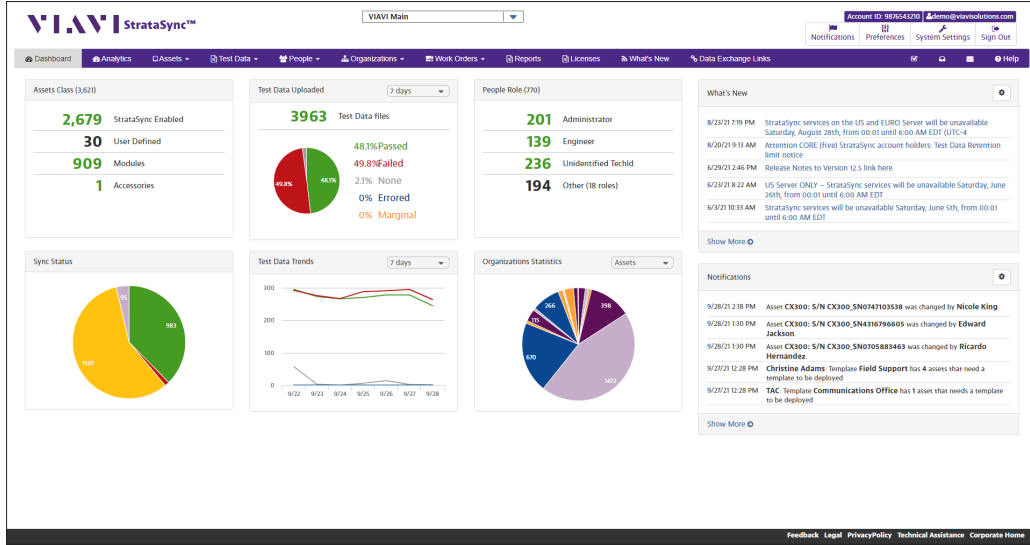 VIAVI StrataSync™
VIAVI Main
Account ID: 9876543210 demo@viavisolutions.com
Notifications Preferences System Settings Sign Out
Dashboard Analytics Assets Test Data People Organizations Work Orders Reports Licenses What's New Data Exchange Links Help
Assets Class (3,621)
2,679 StrataSync Enabled
30 User Defined
909 Modules
1 Accessories
Test Data Uploaded 7 days
3963 Test Data files
48.1% Passed
49.8% Failed
2.1% None
0% Errored
0% Marginal
49.8% 48.1%
People Role (770)
201 Administrator
139 Engineer
236 Unidentified TechId
194 Other (18 roles)
What's New
8/23/21 7:19 PM StrataSync services on the US and EURO Server will be unavailable
Saturday, August 28th, from 00:01 until 6:00 AM EDT (UTC-4
8/20/21 9:13 AM Attention CORE (free) StrataSync account holders: Test Data Retention
limit notice
6/29/21 2:46 PM Release Notes to Version 12.5 link here
6/23/21 8:22 AM US Server ONLY – StrataSync services will be unavailable Saturday, June
26th, from 00:01 until 6:00 AM EDT
6/3/21 10:33 AM StrataSync services will be unavailable Saturday, June 5th, from 00:01
until 6:00 AM EDT
Show More
Sync Status
95
983
1101
Test Data Trends 7 days
300
200
100
0
9/22 9/23 9/24 9/25 9/26 9/27 9/28
Organizations Statistics Assets
266
398
115
670
1422
Notifications
9/28/21 2:18 PM Asset CX300: S/N CX300_SN0747103538 was changed by Nicole King.
9/28/21 1:30 PM Asset CX300: S/N CX300_SN4316796605 was changed by Edward
Jackson.
9/28/21 1:30 PM Asset CX300: S/N CX300_SN0705883463 was changed by Ricardo
Hernandez.
9/27/21 12:28 PM Christine Adams: Template Field Support has 4 assets that need a
template to be deployed
9/27/21 12:28 PM TAC: Template Communications Office has 1 asset that needs a template
to be deployed
Show More
Feedback Legal PrivacyPolicy Technical Assistance Corporate Home